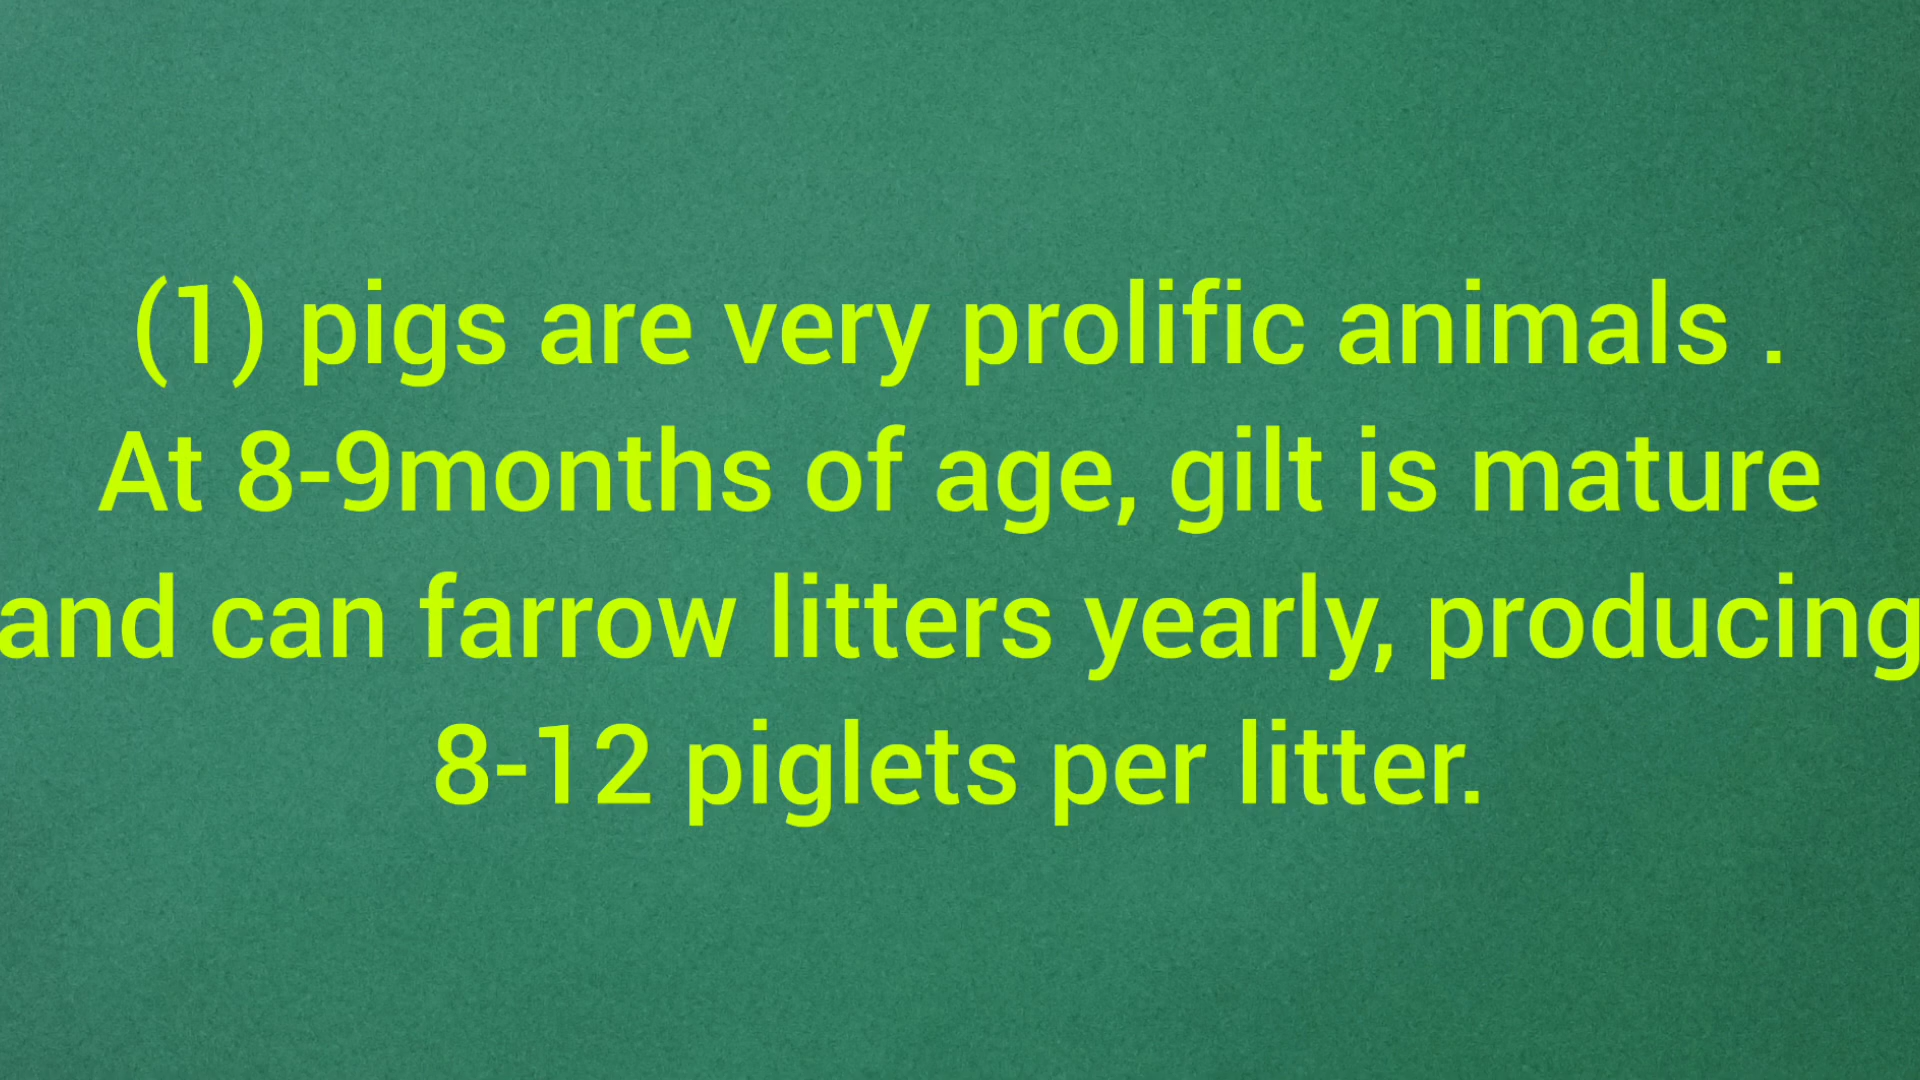 (1) pigs are very prolific animals .
At 8-9months of age, gilt is mature
and can farrow litters yearly, producing
8-12 piglets per litter.